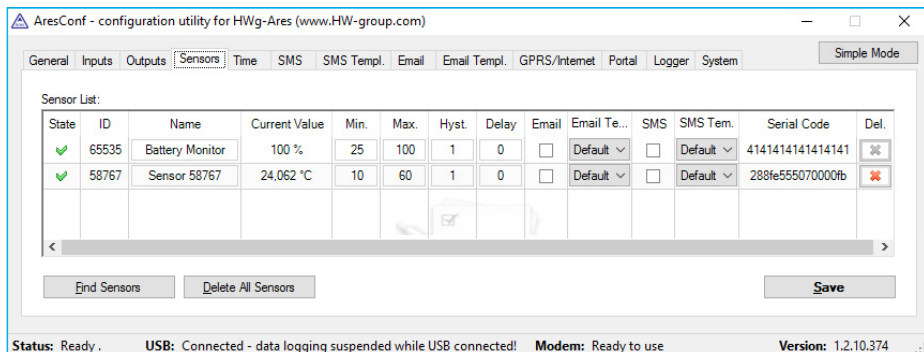 AresConf - configuration utility for HWg-Ares (www.HW-group.com)
General Inputs Outputs Sensors Time SMS SMS Templ. Email Email Templ. GPRS/Internet Portal Logger System Simple Mode
Sensor List:
State ID Name Current Value Min. Max. Hyst. Delay Email Email Te... SMS SMS Tem. Serial Code Del.
65535 Battery Monitor 100 % 25 100 1 0 Default Default 4141414141414141
58767 Sensor 58767 24,062 °C 10 60 1 0 Default Default 288fe555070000fb
Find Sensors Delete All Sensors Save
Status: Ready . USB: Connected - data logging suspended while USB connected! Modem: Ready to use Version: 1.2.10.374